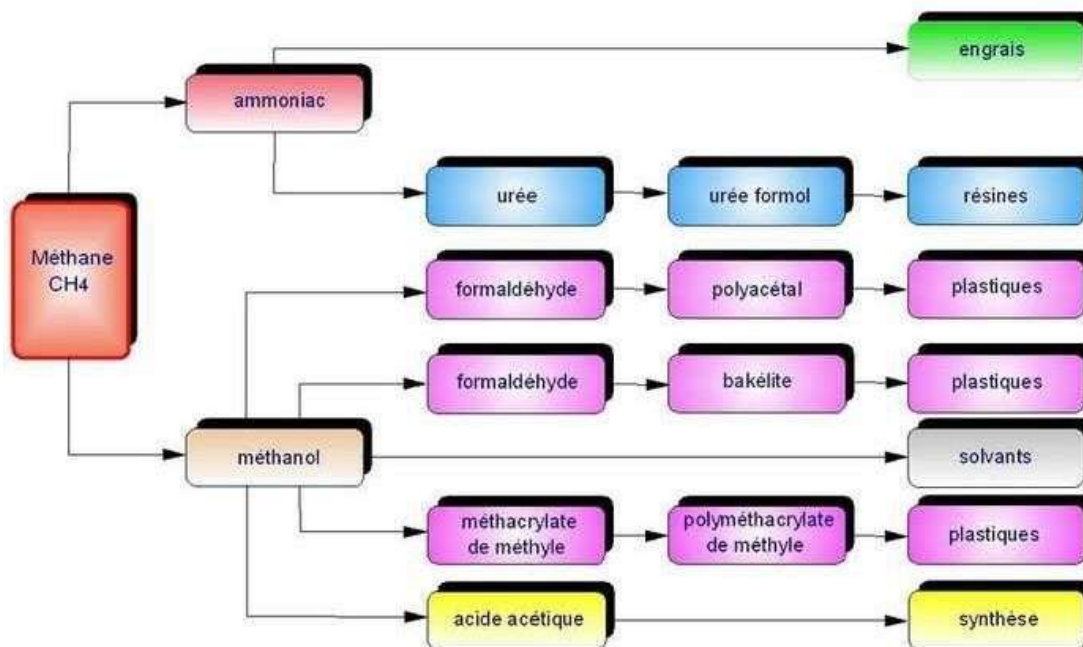 engrais
ammoniac
urée
urée formol
résines
Méthane
CH4
formaldéhyde
polyacétal
plastiques
formaldéhyde
bakélite
plastiques
méthanol
solvants
méthacrylate
de méthyle
polyméthacrylate
de méthyle
plastiques
acide acétique
synthèse